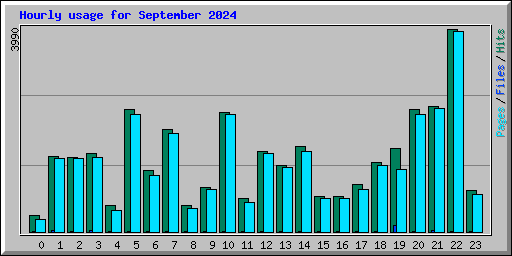 Hourly usage for September 2024
3990
Pages / Files / Hits
0 1 2 3 4 5 6 7 8 9 10 11 12 13 14 15 16 17 18 19 20 21 22 23